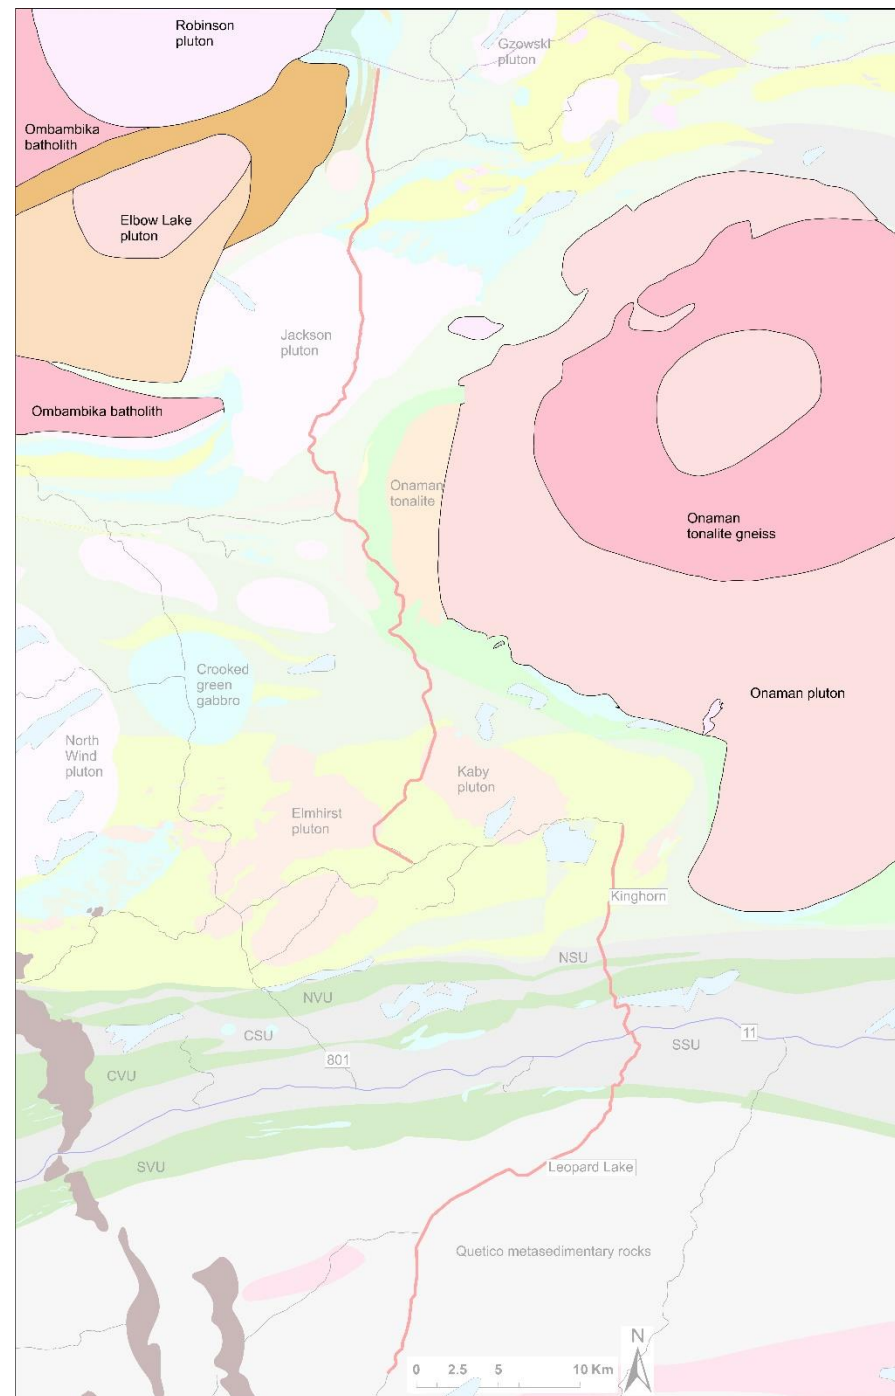 Robinson
pluton
Gzowski
pluton
Ombambika
batholith
Elbow Lake
pluton
Jackson
pluton
Ombambika batholith
Onaman
tonalite
Onaman
tonalite gneiss
Crooked
green
gabbro
Onaman pluton
North
Wind
pluton
Kaby
pluton
Elmhirst
pluton
Kinghorn
NSU
NVU
CSU
11
SSU
801
CVU
SVU
Leopard Lake
Quetico metasedimentary rocks
N
0 2.5 5 10 Km